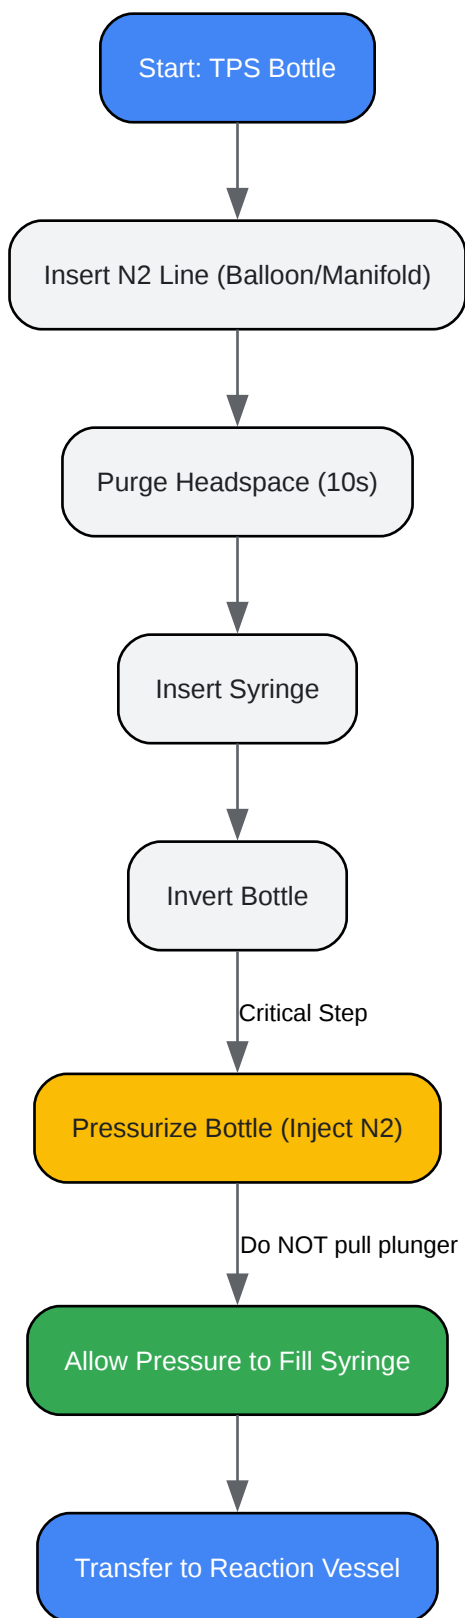 Start: TPS Bottle
Insert N2 Line (Balloon/Manifold)
Purge Headspace (10s)
Insert Syringe
Invert Bottle
Critical Step
Pressurize Bottle (Inject N2)
Do NOT pull plunger
Allow Pressure to Fill Syringe
Transfer to Reaction Vessel